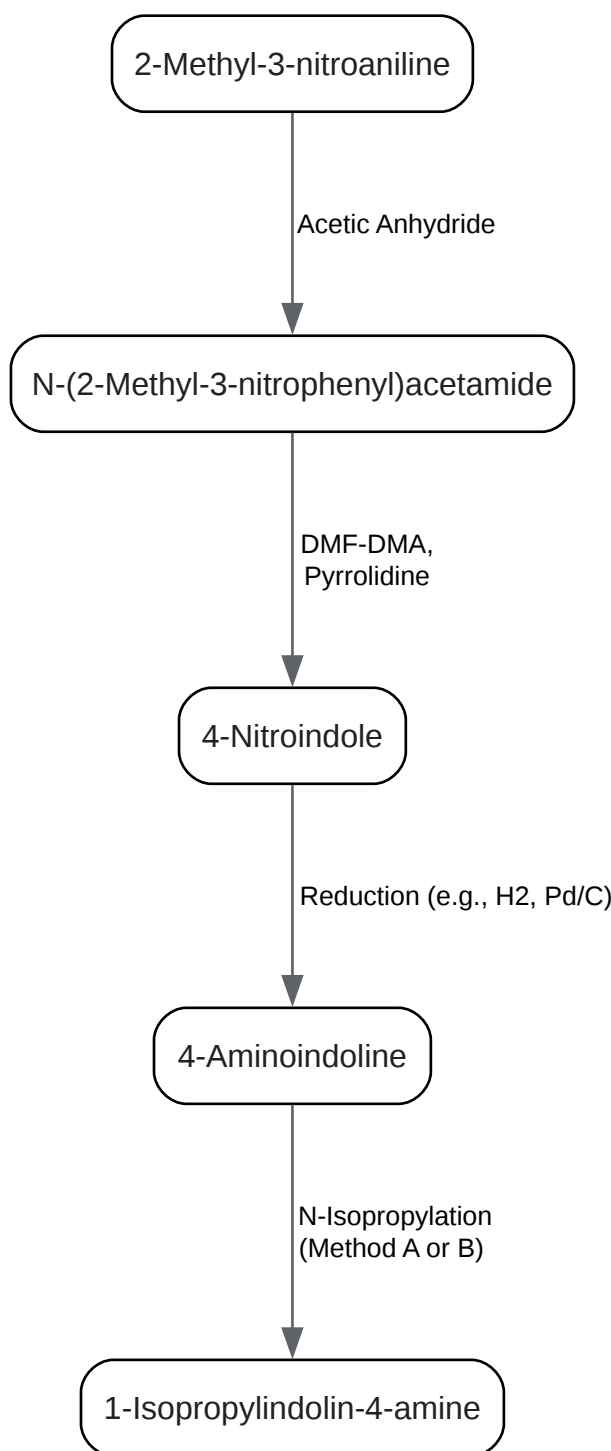 2-Methyl-3-nitroaniline
Acetic Anhydride
N-(2-Methyl-3-nitrophenyl)acetamide
DMF-DMA,
Pyrrolidine
4-Nitroindole
Reduction (e.g., H2, Pd/C)
4-Aminoindoline
N-Isopropylation
(Method A or B)
1-Isopropylindolin-4-amine